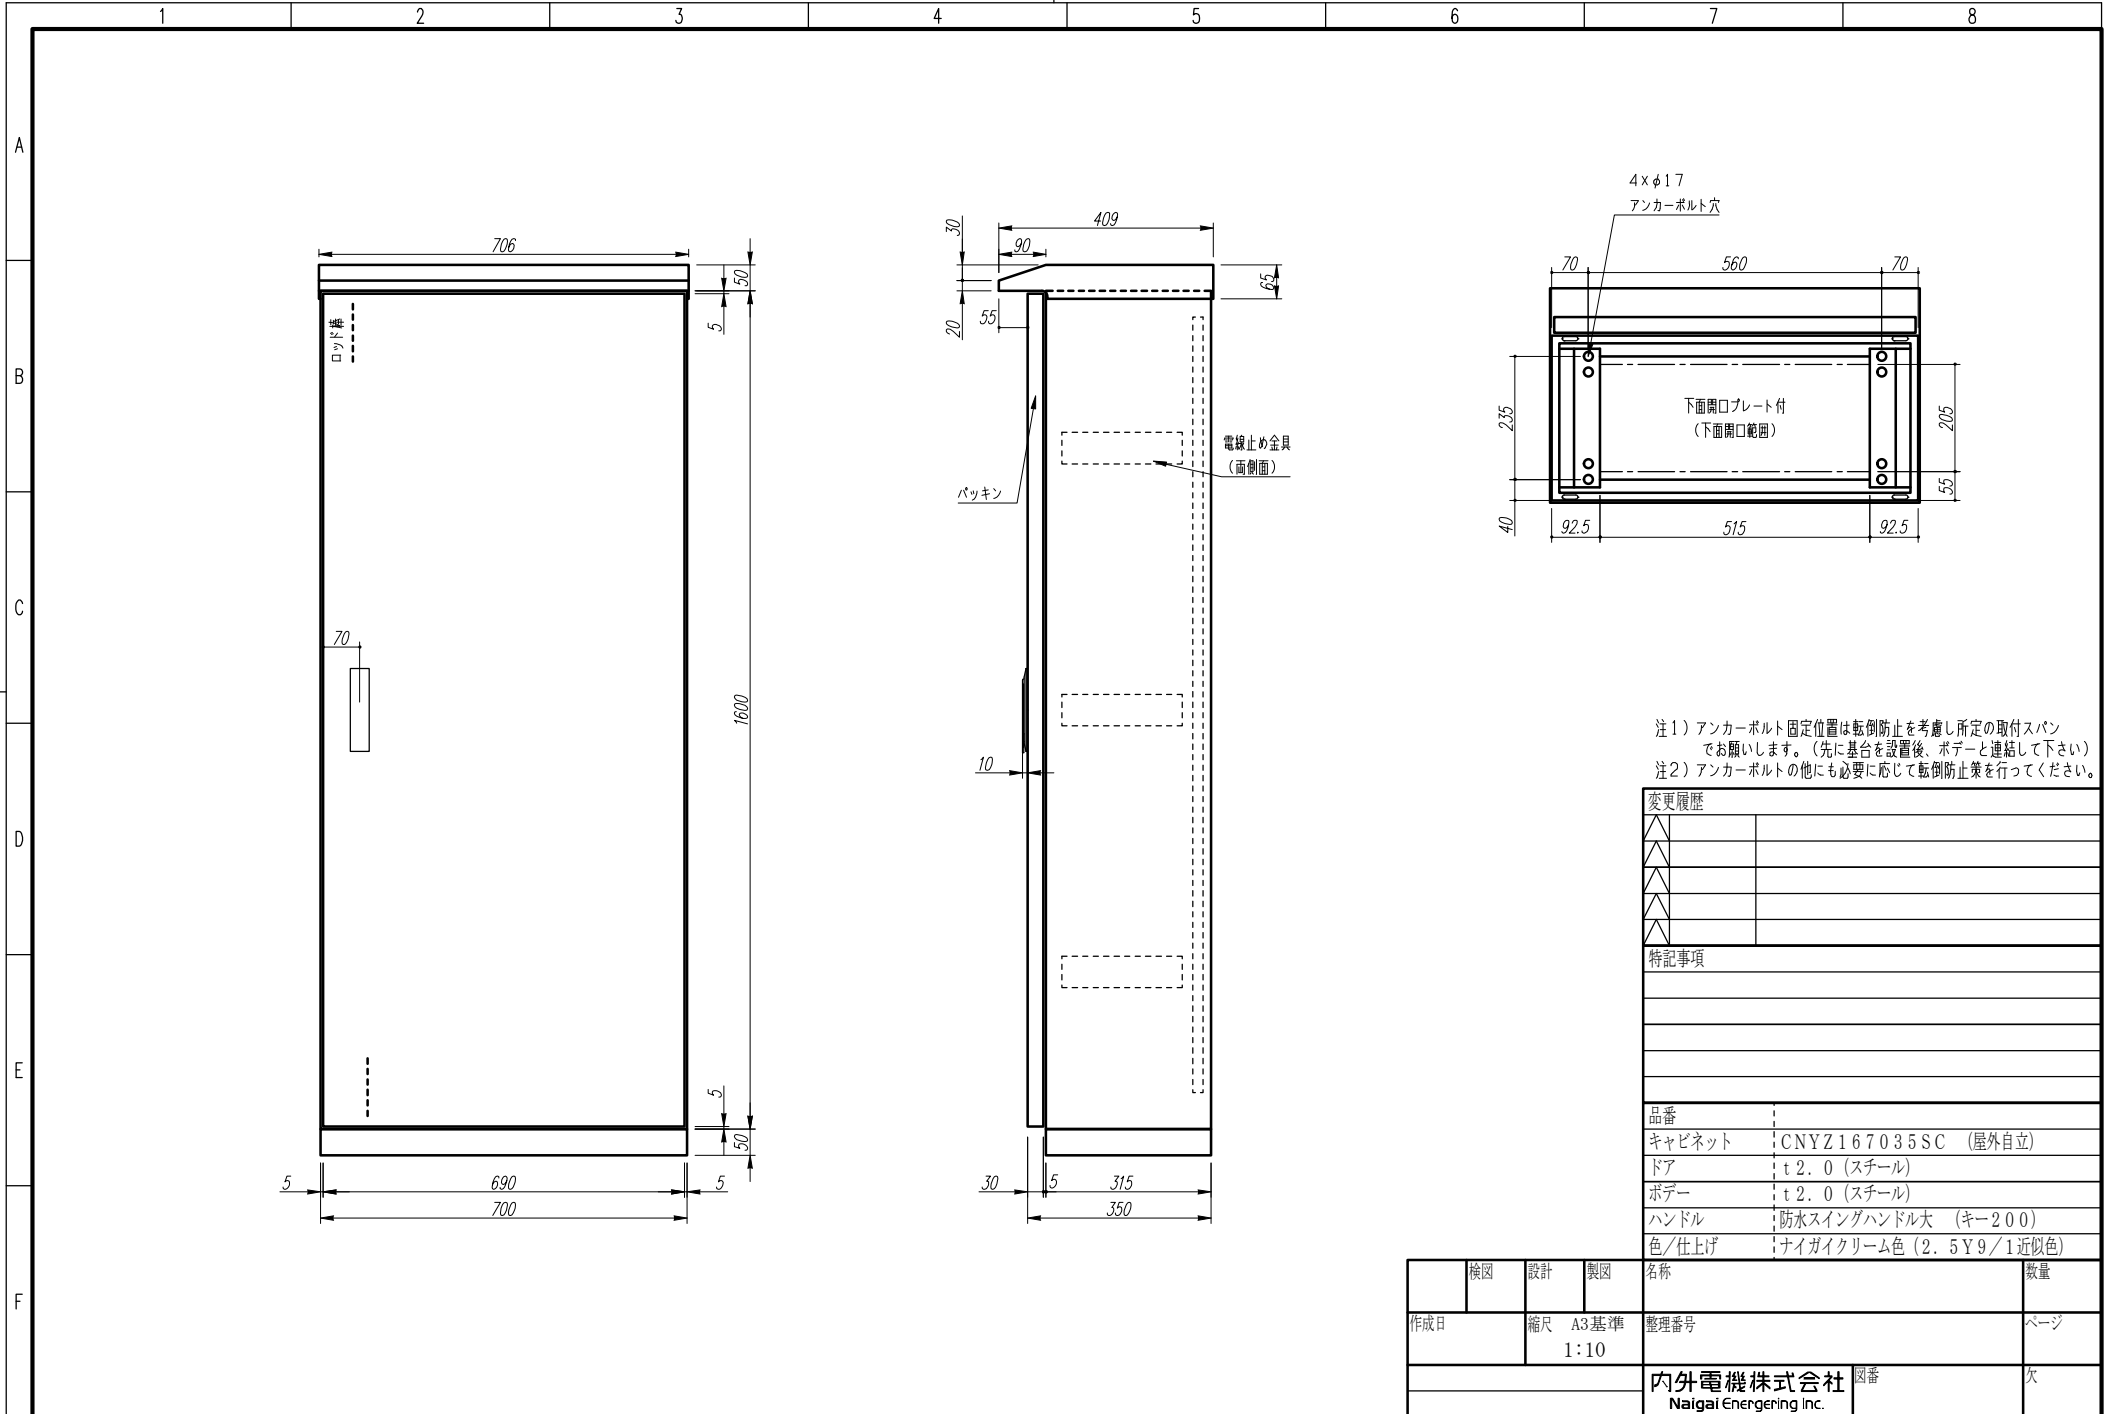 1 2 3 4 5 6 7 8
A
B
C
D
E
F
706
50
5
ロッド棒
70
1600
5
50
5 690 5
700
409
30
90
65
20
55
パッキン
電線止め金具
(両側面)
10
30 5 315
350
4×φ17
アンカーボルト穴
70 560 70
下面開口プレート付
(下面開口範囲)
235
205
40
55
92.5 515 92.5
注1)アンカーボルト固定位置は転倒防止を考慮し所定の取付スパン
でお願いします。(先に基台を設置後、ボデーと連結して下さい)
注2)アンカーボルトの他にも必要に応じて転倒防止策を行ってください。
変更履歴
特記事項
品番
キャビネット CNYZ167035SC (屋外自立)
ドア t2.0(スチール)
ボデー t2.0(スチール)
ハンドル 防水スイングハンドル大 (キー200)
色/仕上げ ナイガイクリーム色(2.5Y9/1近似色)
検図 設計 製図 名称 数量
作成日 縮尺 A3基準 整理番号 ページ
1:10
内外電機株式会社 図番 欠
Naigai Energering Inc.